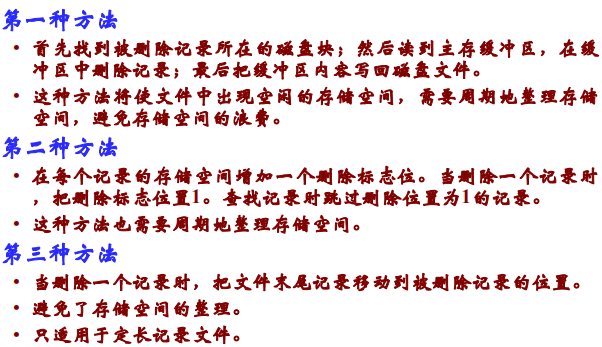 第一种方法
• 首先找到被删除记录所在的磁盘块；然后读到主存缓冲区，在缓
冲区中删除记录；最后把缓冲区内容写回磁盘文件。
• 这种方法将使文件中出现空闲的存储空间，需要周期地整理存储
空间，避免存储空间的浪费。
第二种方法
• 在每个记录的存储空间增加一个删除标志位。当删除一个记录时
，把删除标志位置1。查找记录时跳过删除位置为1的记录。
• 这种方法也需要周期地整理存储空间。
第三种方法
• 当删除一个记录时，把文件末尾记录移动到被删除记录的位置。
• 避免了存储空间的整理。
• 只适用于定长记录文件。